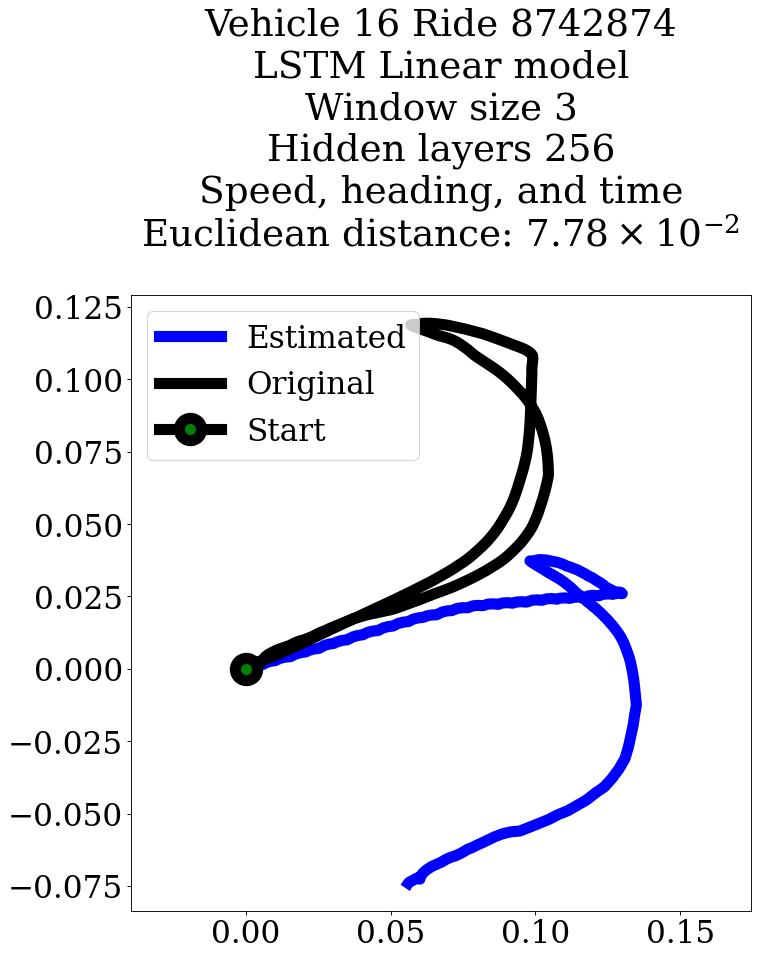 Vehicle 16 Ride 8742874
LSTM Linear model
Window size 3
Hidden layers 256
Speed, heading, and time
Euclidean distance: 7.78 × 10⁻²
Estimated
Original
Start
0.125
0.100
0.075
0.050
0.025
0.000
−0.025
−0.050
−0.075
0.00 0.05 0.10 0.15